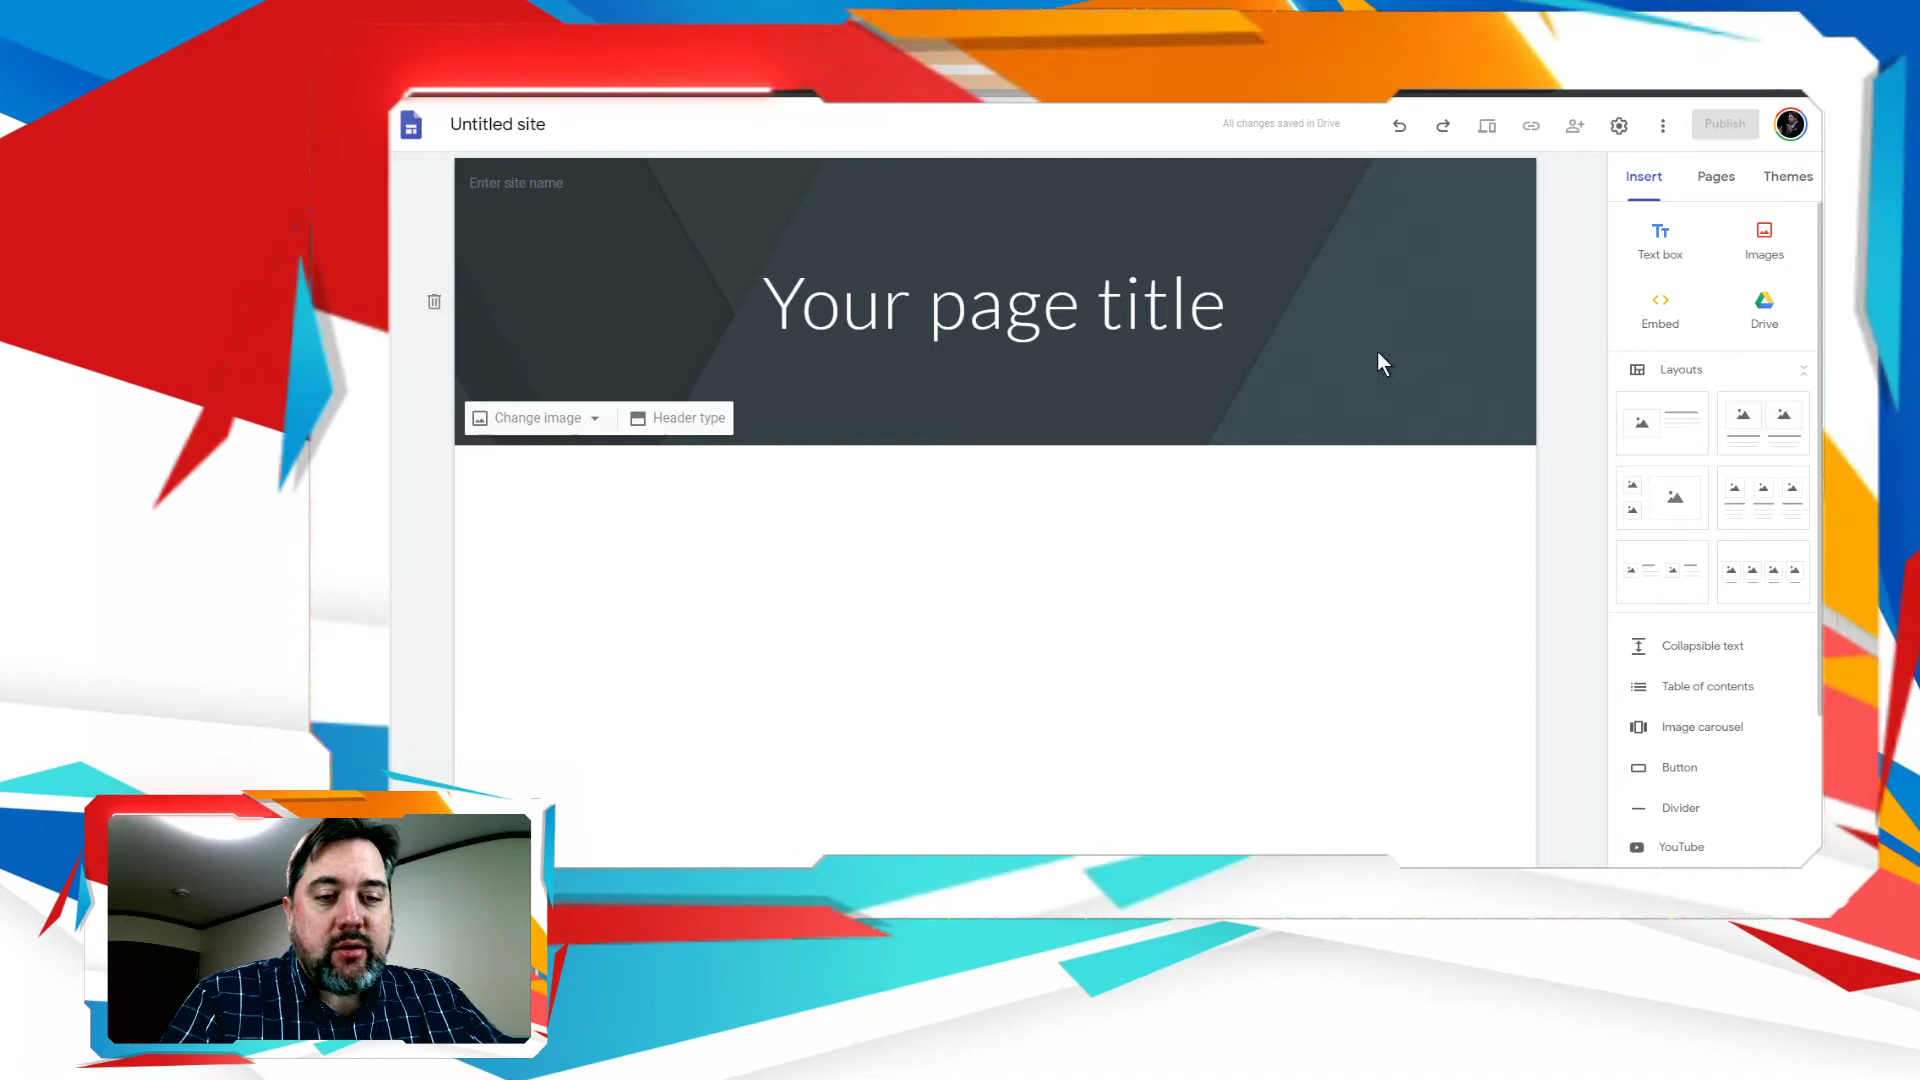 Untitled site
All changes saved in Drive
Publish
Enter site name
Your page title
Change image
Header type
Insert
Pages
Themes
Text box
Images
Embed
Drive
Layouts
Collapsible text
Table of contents
Image carousel
Button
Divider
YouTube